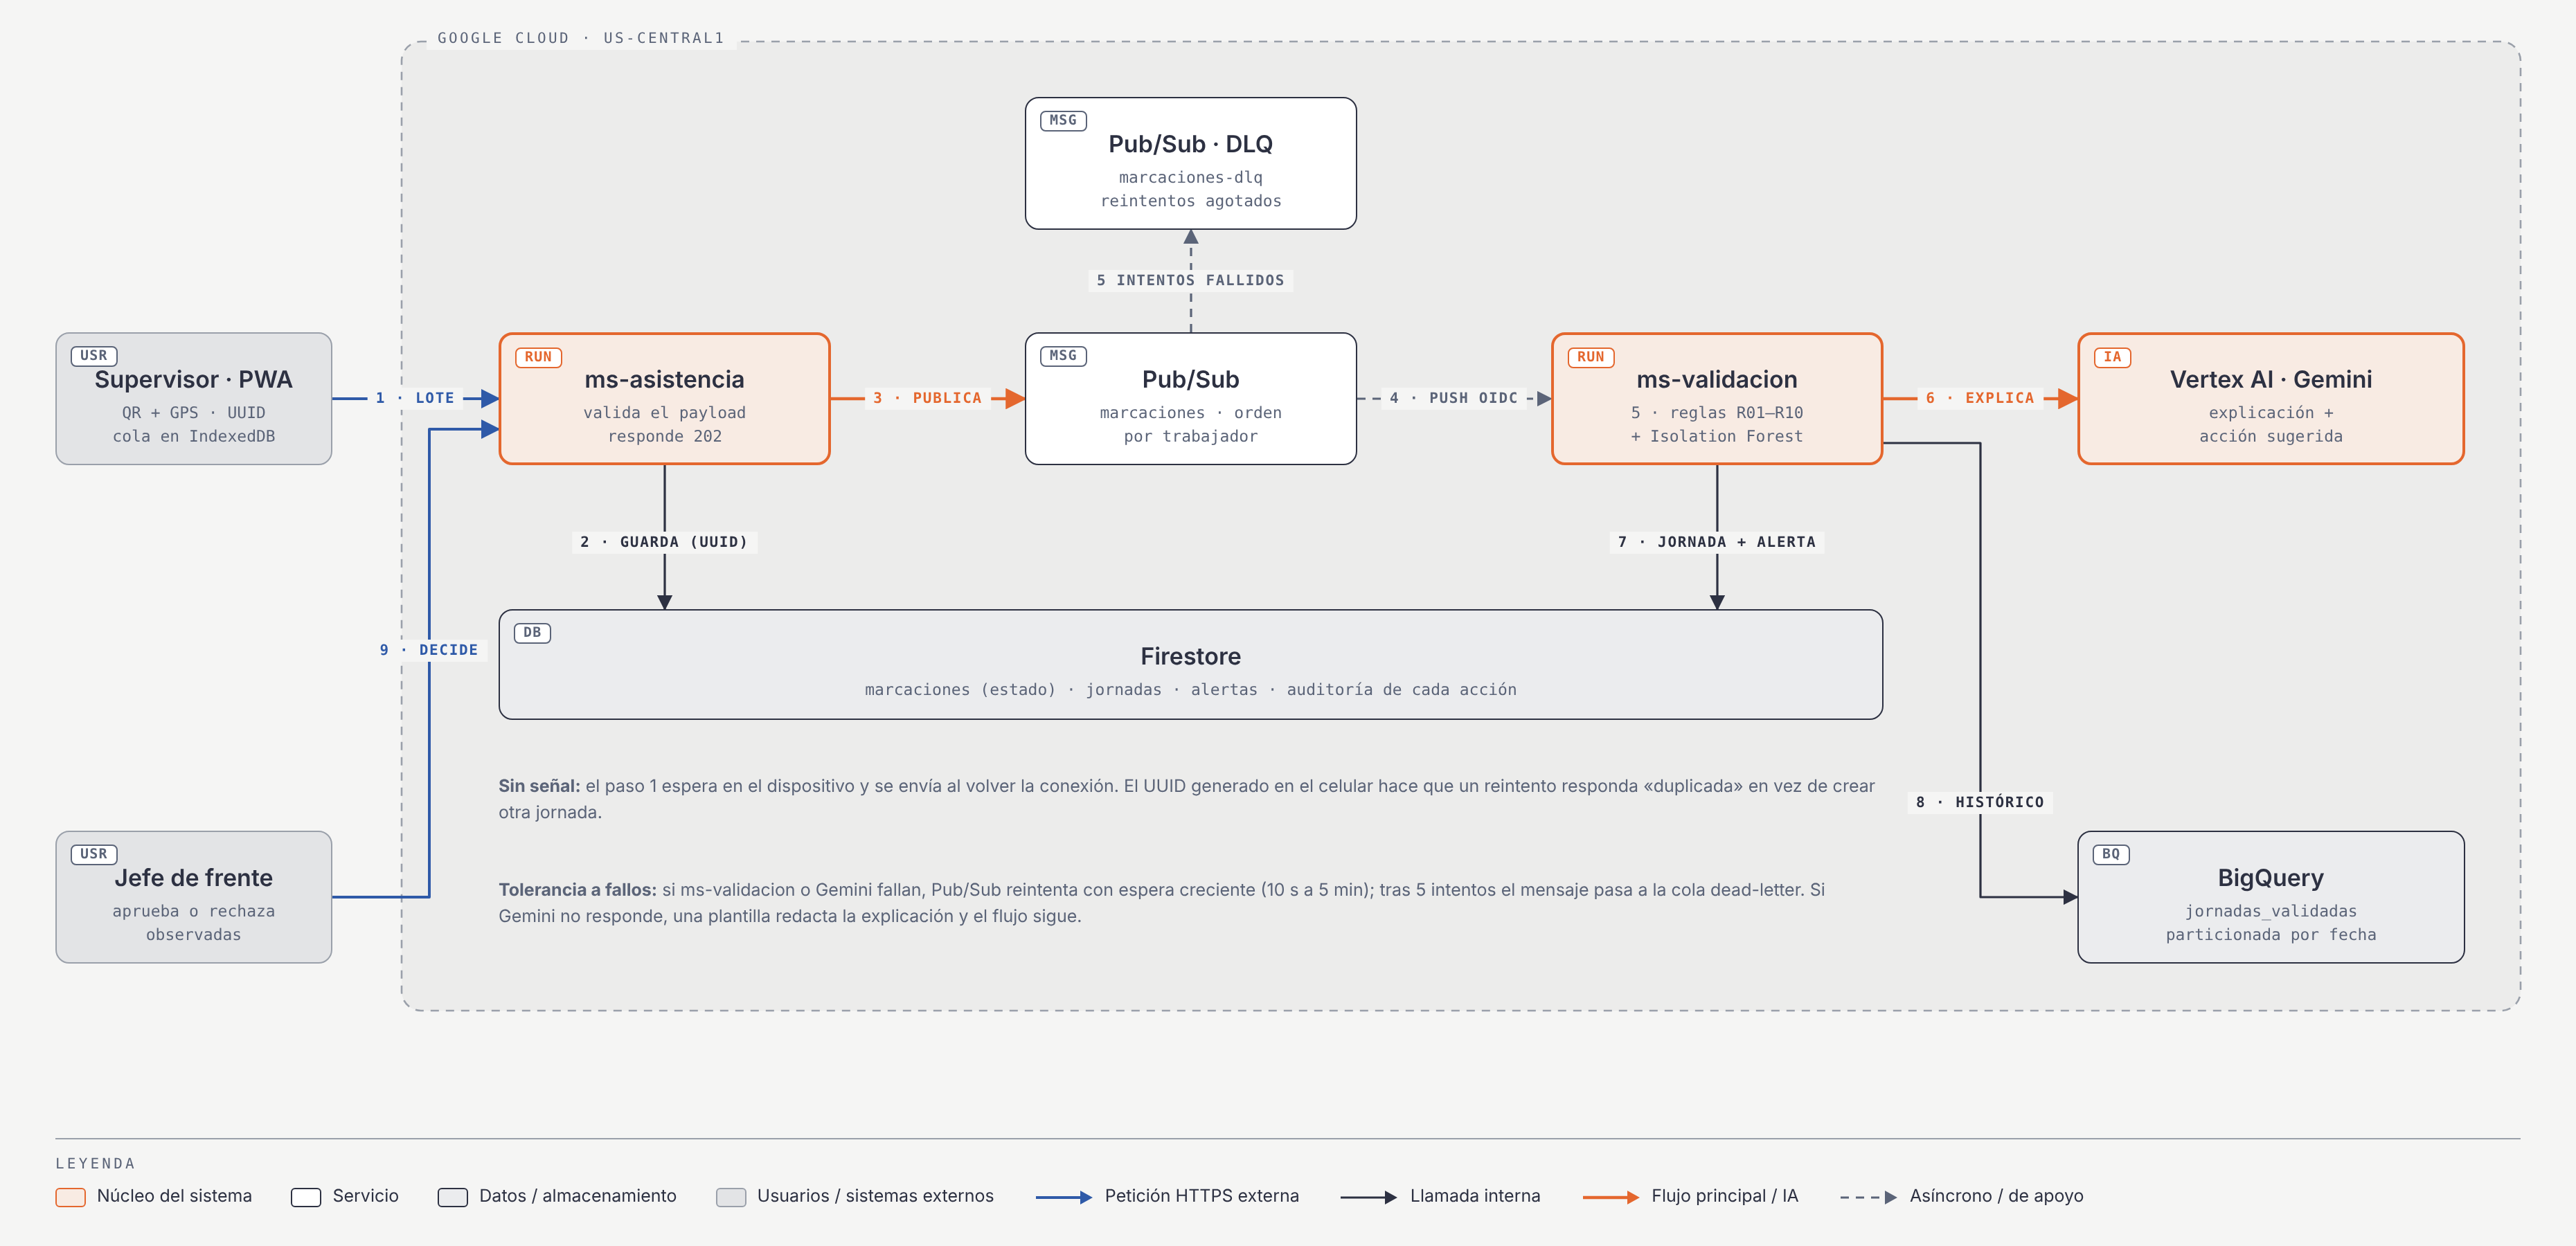 GOOGLE CLOUD · US-CENTRAL1
MSG
Pub/Sub · DLQ
marcaciones-dlq
reintentos agotados
5 INTENTOS FALLIDOS
USR
Supervisor · PWA
QR + GPS · UUID
cola en IndexedDB
1 · LOTE
RUN
ms-asistencia
valida el payload
responde 202
3 · PUBLICA
MSG
Pub/Sub
marcaciones · orden
por trabajador
4 · PUSH OIDC
RUN
ms-validacion
5 · reglas R01–R10
+ Isolation Forest
6 · EXPLICA
IA
Vertex AI · Gemini
explicación +
acción sugerida
2 · GUARDA (UUID)
7 · JORNADA + ALERTA
9 · DECIDE
DB
Firestore
marcaciones (estado) · jornadas · alertas · auditoría de cada acción
Sin señal: el paso 1 espera en el dispositivo y se envía al volver la conexión. El UUID generado en el celular hace que un reintento responda «duplicada» en vez de crear
otra jornada.
8 · HISTÓRICO
USR
Jefe de frente
aprueba o rechaza
observadas
Tolerancia a fallos: si ms-validacion o Gemini fallan, Pub/Sub reintenta con espera creciente (10 s a 5 min); tras 5 intentos el mensaje pasa a la cola dead-letter. Si
Gemini no responde, una plantilla redacta la explicación y el flujo sigue.
BQ
BigQuery
jornadas_validadas
particionada por fecha
LEYENDA
Núcleo del sistema
Servicio
Datos / almacenamiento
Usuarios / sistemas externos
Petición HTTPS externa
Llamada interna
Flujo principal / IA
Asíncrono / de apoyo